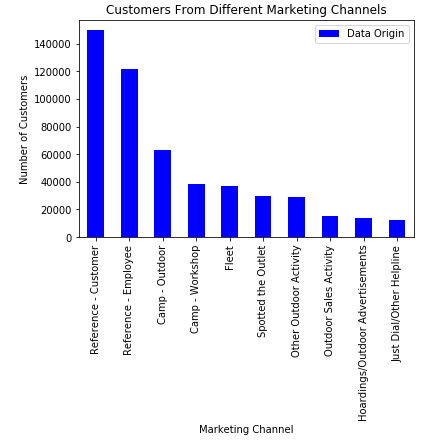 Customers From Different Marketing Channels
Data Origin
Number of Customers
140000
120000
100000
80000
60000
40000
20000
0
Reference - Customer
Reference - Employee
Camp - Outdoor
Camp - Workshop
Fleet
Spotted the Outlet
Other Outdoor Activity
Outdoor Sales Activity
Hoardings/Outdoor Advertisements
Just Dial/Other Helpline
Marketing Channel